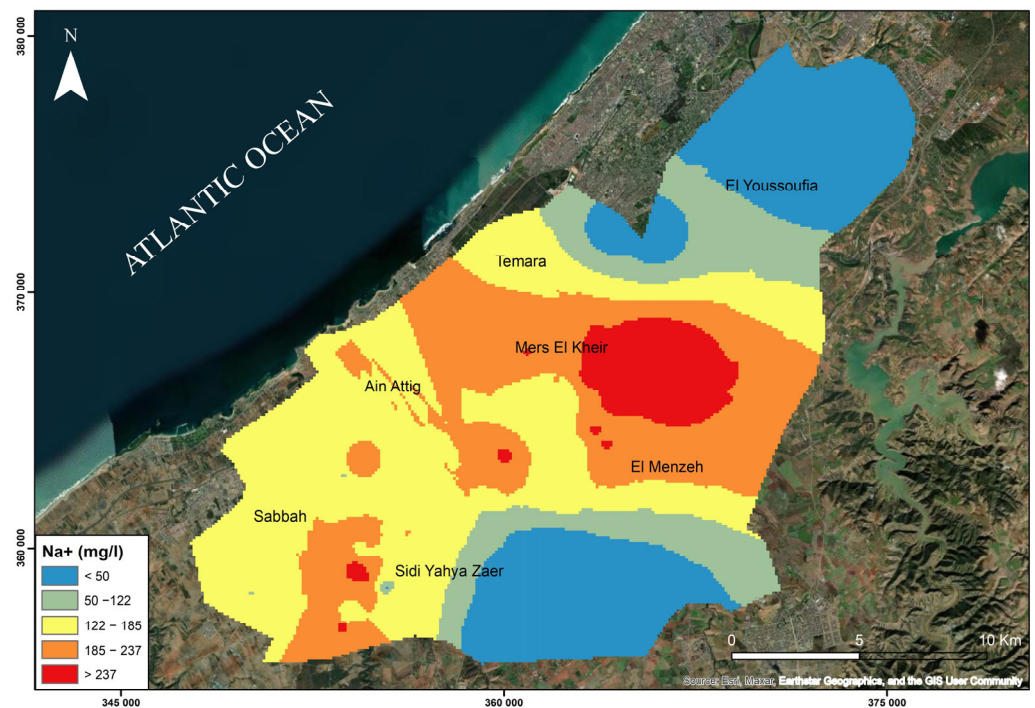 380 000
N
ATLANTIC OCEAN
El Youssoufia
Temara
370 000
Mers El Kheir
Ain Attig
El Menzeh
Sabbah
360 000
Sidi Yahya Zaer
Na+ (mg/l)
< 50
50 –122
122 – 185
185 – 237
> 237
0 5 10 Km
Source: Esri, Maxar, Earthstar Geographics, and the GIS User Community
345 000 360 000 375 000